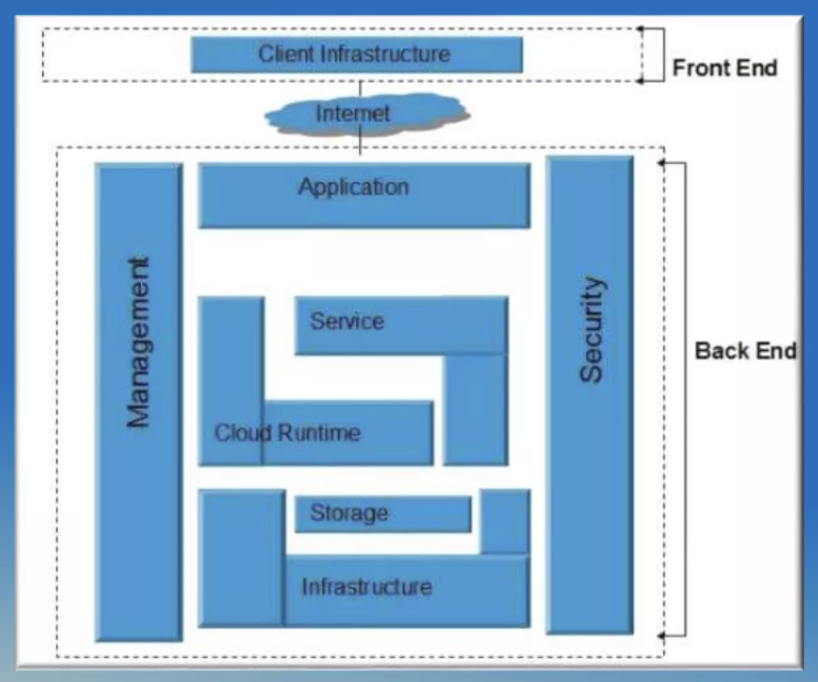 Client Infrastructure
Front End
Internet
Application
Management
Security
Service
Back End
Cloud Runtime
Storage
Infrastructure